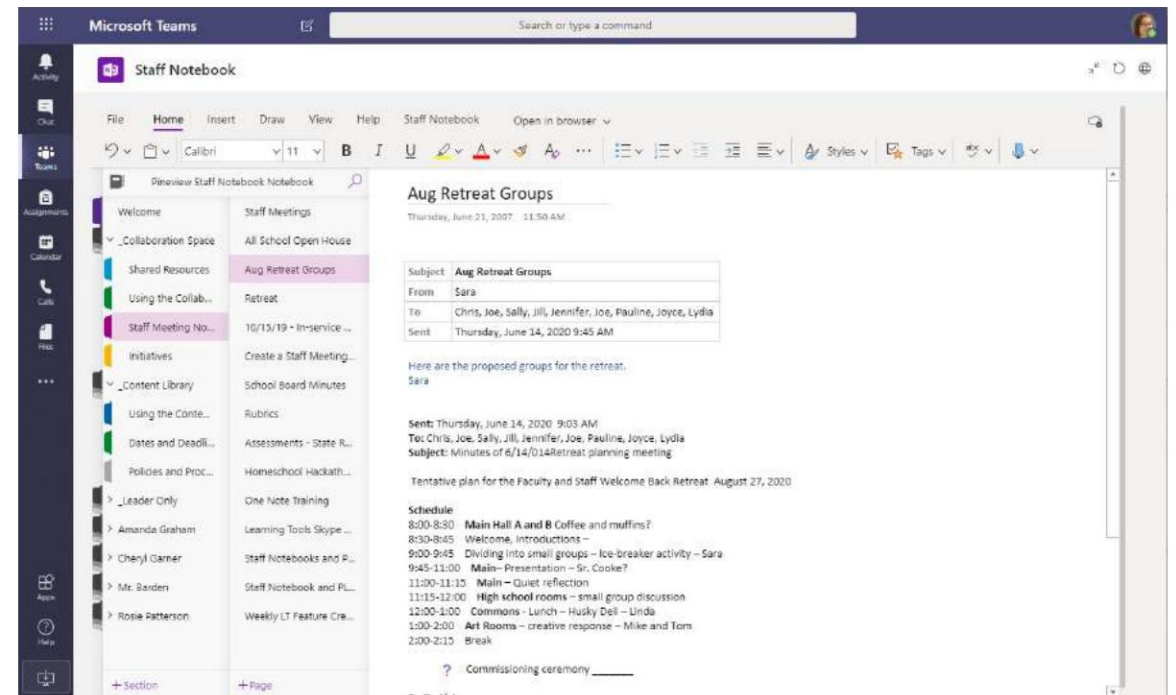 Microsoft Teams
Search or type a command
Activity
Chat
Teams
Assignments
Calendar
Calls
Files
Apps
Help
Staff Notebook
File Home Insert Draw View Help Staff Notebook Open in browser
Calibri 11 B I U A Styles Tags
Pineview Staff Notebook Notebook
Welcome
_Collaboration Space
Shared Resources
Using the Collab...
Staff Meeting No...
Initiatives
_Content Library
Using the Conte...
Dates and Deadli...
Policies and Proc...
_Leader Only
Amanda Graham
Cheryl Garner
Mr. Barden
Rosie Patterson
+ Section
Staff Meetings
All School Open House
Aug Retreat Groups
Retreat
10/15/19 - In-service ...
Create a Staff Meeting...
School Board Minutes
Rubrics
Assessments - State R...
Homeschool Hackath...
One Note Training
Learning Tools Skype ...
Staff Notebooks and P...
Staff Notebook and PL...
Weekly LT Feature Cre...
+ Page
Aug Retreat Groups
Thursday, June 21, 2007 11:50 AM
Subject Aug Retreat Groups
From Sara
To Chris, Joe, Sally, Jill, Jennifer, Joe, Pauline, Joyce, Lydia
Sent Thursday, June 14, 2020 9:45 AM
Here are the proposed groups for the retreat.
Sara
Sent: Thursday, June 14, 2020 9:03 AM
To: Chris, Joe, Sally, Jill, Jennifer, Joe, Pauline, Joyce, Lydia
Subject: Minutes of 6/14/014Retreat planning meeting
Tentative plan for the Faculty and Staff Welcome Back Retreat August 27, 2020
Schedule
8:00-8:30 Main Hall A and B Coffee and muffins?
8:30-8:45 Welcome, Introductions –
9:00-9:45 Dividing into small groups – Ice-breaker activity – Sara
9:45-11:00 Main– Presentation – Sr. Cooke?
11:00-11:15 Main – Quiet reflection
11:15-12:00 High school rooms – small group discussion
12:00-1:00 Commons - Lunch – Husky Deli – Linda
1:00-2:00 Art Rooms – creative response – Mike and Tom
2:00-2:15 Break
? Commissioning ceremony ______